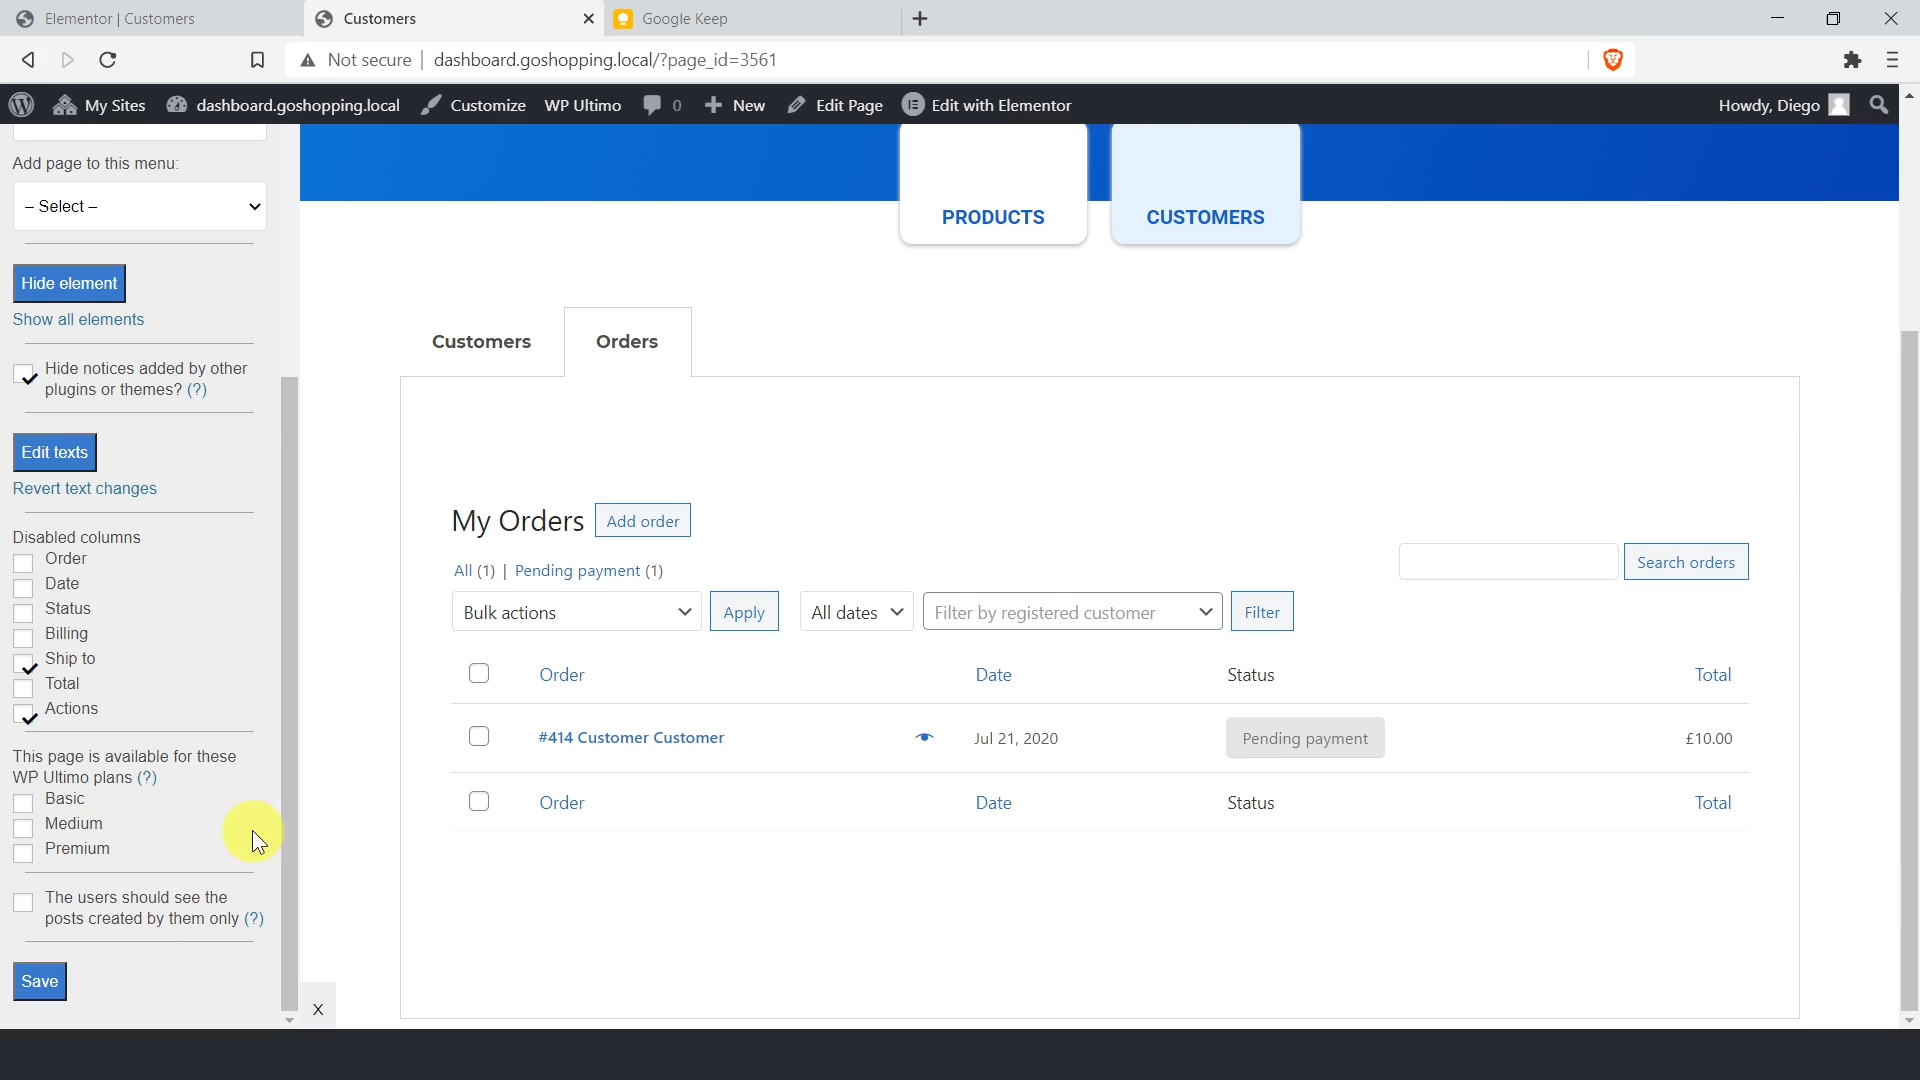 Elementor | Customers
Customers
Google Keep
Not secure | dashboard.goshopping.local/?page_id=3561
My Sites
dashboard.goshopping.local
Customize
WP Ultimo
0
New
Edit Page
Edit with Elementor
Howdy, Diego
Add page to this menu:
– Select –
Hide element
Show all elements
Hide notices added by other
plugins or themes? (?)
Edit texts
Revert text changes
Disabled columns
Order
Date
Status
Billing
Ship to
Total
Actions
This page is available for these
WP Ultimo plans (?)
Basic
Medium
Premium
The users should see the
posts created by them only (?)
Save
X
PRODUCTS
CUSTOMERS
Customers
Orders
My Orders
Add order
All (1) | Pending payment (1)
Search orders
Bulk actions
Apply
All dates
Filter by registered customer
Filter
Order Date Status Total
#414 Customer Customer Jul 21, 2020 Pending payment £10.00
Order Date Status Total